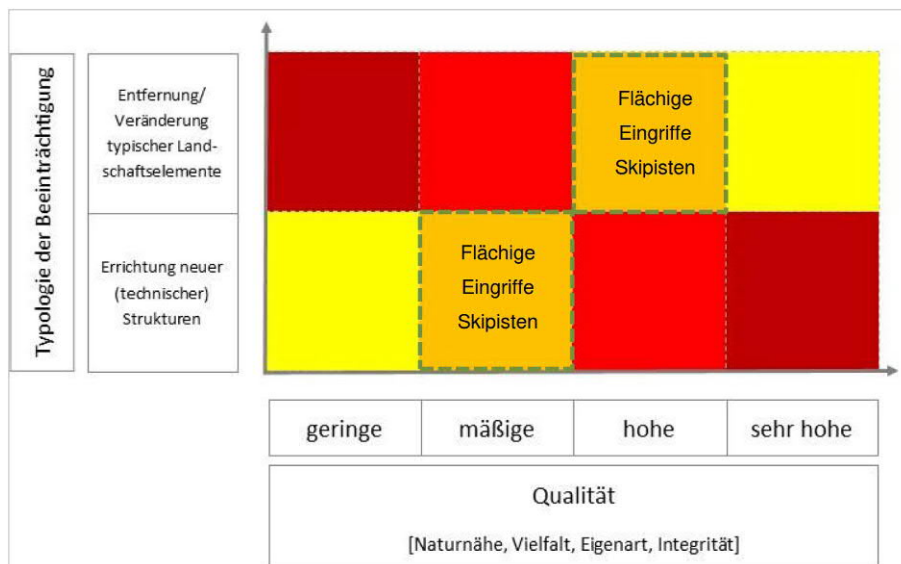 Typologie der Beeinträchtigung
Entfernung/
Veränderung
typischer Land-
schaftselemente
Flächige
Eingriffe
Skipisten
Errichtung neuer
(technischer)
Strukturen
Flächige
Eingriffe
Skipisten
geringe
mäßige
hohe
sehr hohe
Qualität
[Naturnähe, Vielfalt, Eigenart, Integrität]